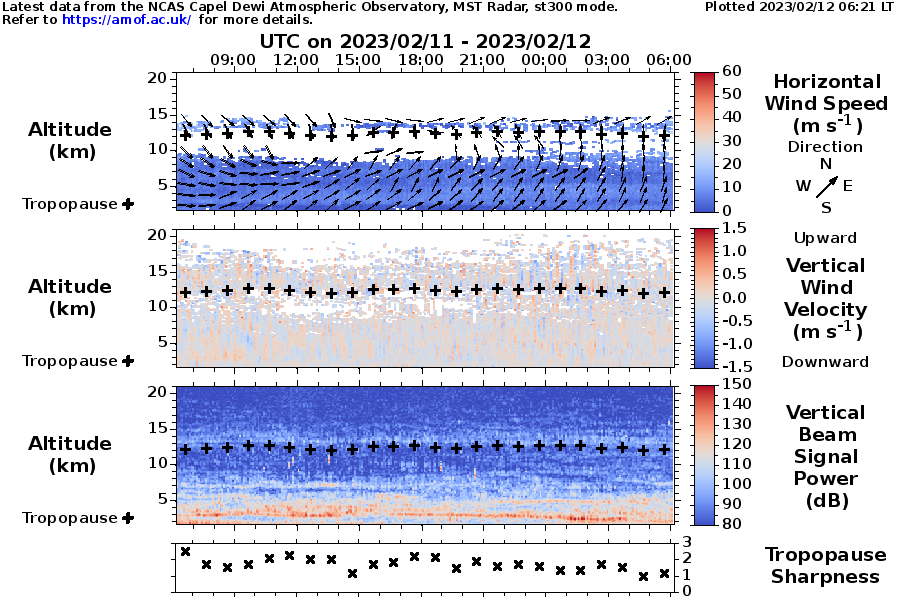 Latest data from the NCAS Capel Dewi Atmospheric Observatory, MST Radar, st300 mode.
Plotted 2023/02/12 06:21 LT
Refer to https://amof.ac.uk/ for more details.
UTC on 2023/02/11 - 2023/02/12
09:00 12:00 15:00 18:00 21:00 00:00 03:00 06:00
20
15
10
5
Altitude
(km)
Tropopause
60
50
40
30
20
10
0
Horizontal
Wind Speed
(m s-1)
Direction
N
W E
S
20
15
10
5
Altitude
(km)
Tropopause
1.5
1.0
0.5
0.0
-0.5
-1.0
-1.5
Upward
Vertical
Wind
Velocity
(m s-1)
Downward
20
15
10
5
Altitude
(km)
Tropopause
150
140
130
120
110
100
90
80
Vertical
Beam
Signal
Power
(dB)
3
2
1
0
Tropopause
Sharpness